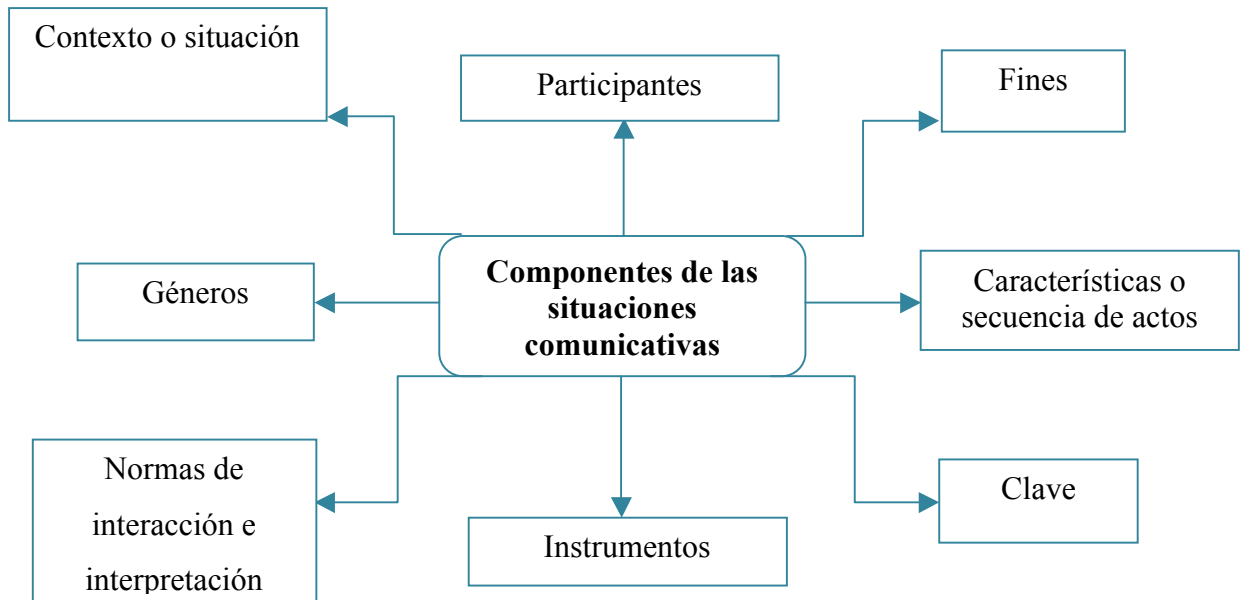 Contexto o situación
Participantes
Fines
Géneros
Componentes de las
situaciones
comunicativas
Características o
secuencia de actos
Normas de
interacción e
interpretación
Instrumentos
Clave